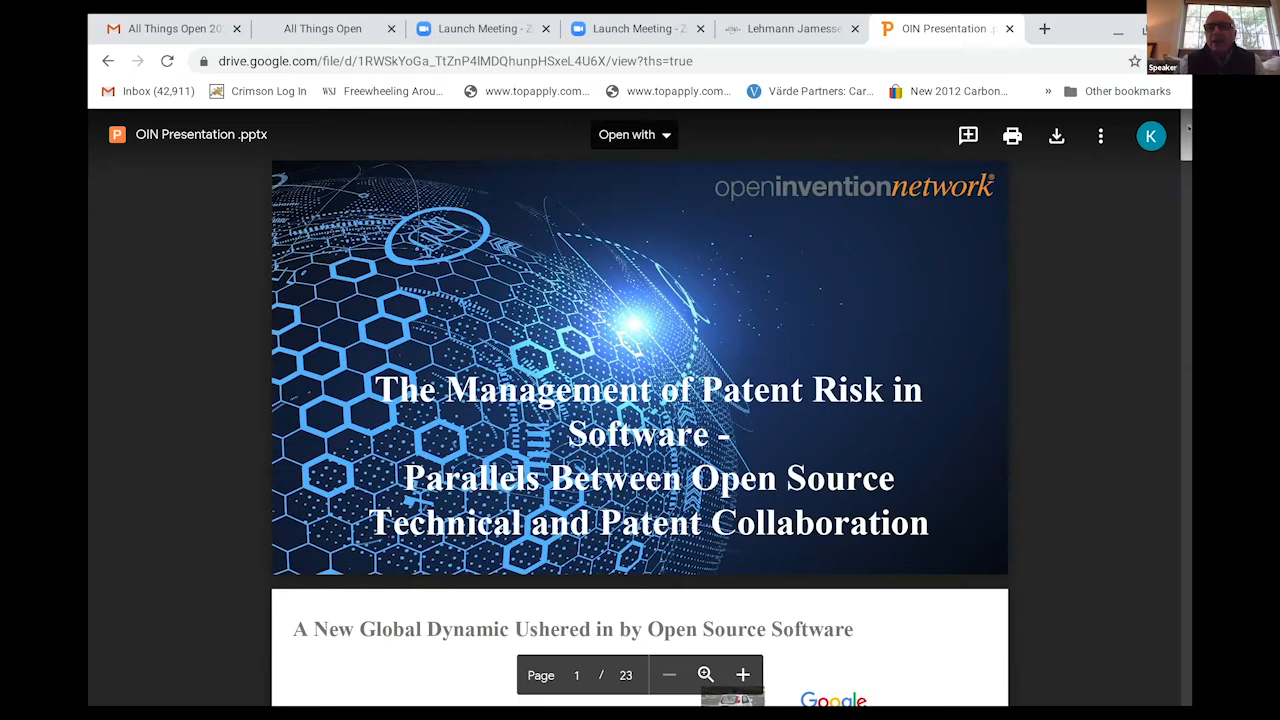 All Things Open 20
All Things Open
Launch Meeting - Z
Launch Meeting - Z
Lehmann Jamesse
OIN Presentation .p
drive.google.com/file/d/1RWSkYoGa_TtZnP4lMDQhunpHSxeL4U6X/view?ths=true
Inbox (42,911)
Crimson Log In
WSJ
Freewheeling Arou...
www.topapply.com...
www.topapply.com...
Värde Partners: Car...
New 2012 Carbon...
»
Other bookmarks
Speaker
P
OIN Presentation .pptx
Open with
K
openinventionnetwork®
The Management of Patent Risk in
Software -
Parallels Between Open Source
Technical and Patent Collaboration
A New Global Dynamic Ushered in by Open Source Software
Page 1 / 23
Google